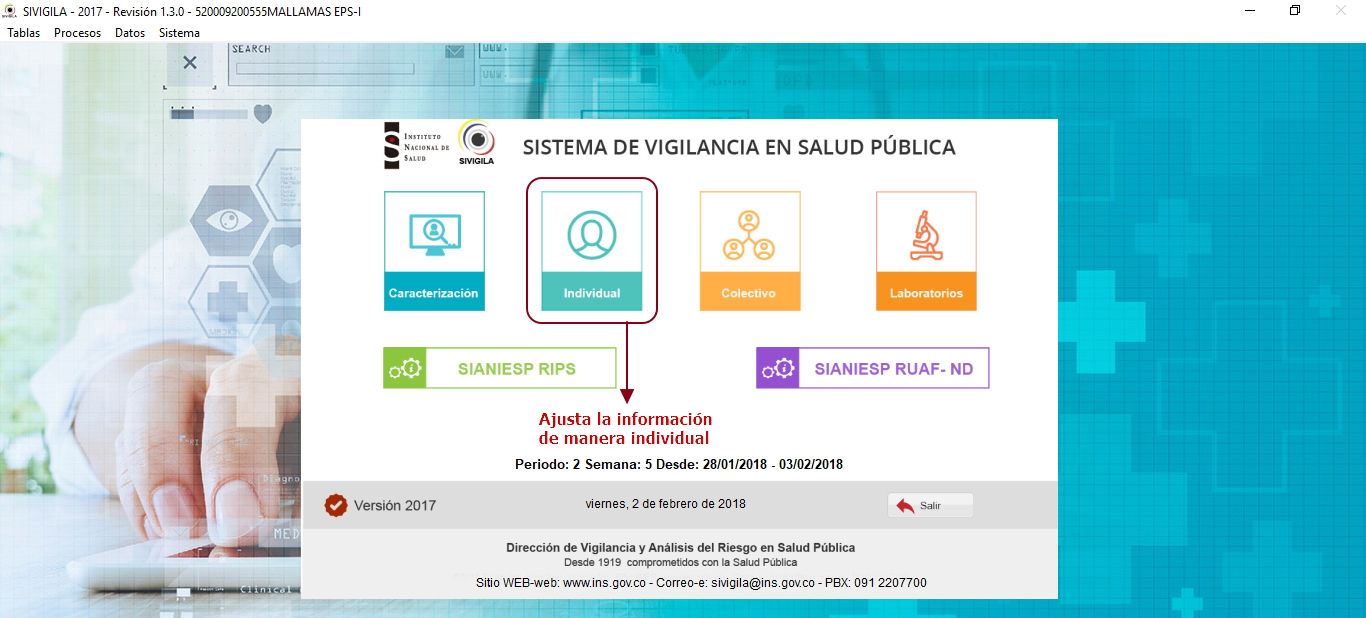 SIVIGILA - 2017 - Revisión 1.3.0 - 520009200555MALLAMAS EPS-I
Tablas Procesos Datos Sistema
SEARCH
WWW.
WWW.
INSTITUTO
NACIONAL DE
SALUD
SIVIGILA
SISTEMA DE VIGILANCIA EN SALUD PÚBLICA
Caracterización
Individual
Colectivo
Laboratorios
SIANIESP RIPS
SIANIESP RUAF- ND
Ajusta la información
de manera individual
Periodo: 2 Semana: 5 Desde: 28/01/2018 - 03/02/2018
Versión 2017
viernes, 2 de febrero de 2018
Salir
Dirección de Vigilancia y Análisis del Riesgo en Salud Pública
Desde 1919 comprometidos con la Salud Pública
Sitio WEB-web: www.ins.gov.co - Correo-e: sivigila@ins.gov.co - PBX: 091 2207700
Clinical